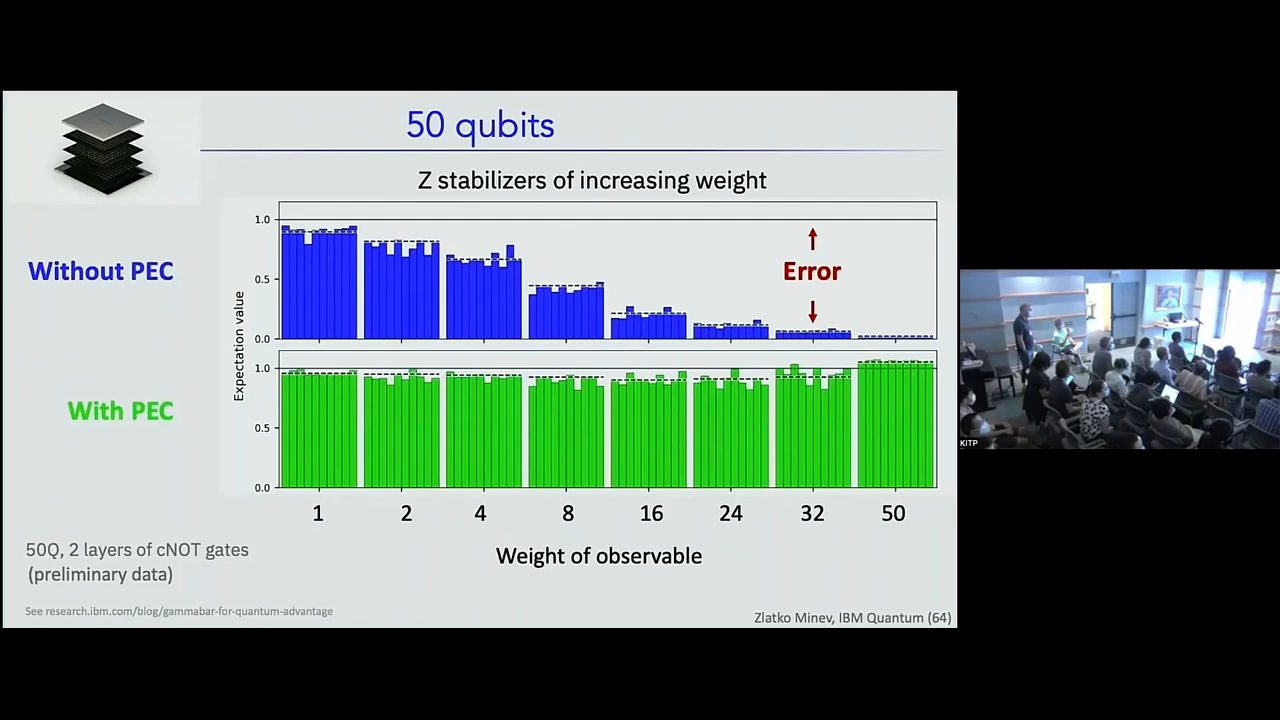 50 qubits
Z stabilizers of increasing weight
Without PEC
With PEC
Expectation value
1.0
0.5
0.0
1.0
0.5
0.0
Error
1
2
4
8
16
24
32
50
Weight of observable
50Q, 2 layers of cNOT gates
(preliminary data)
See research.ibm.com/blog/gammabar-for-quantum-advantage
Zlatko Minev, IBM Quantum (64)
KITP